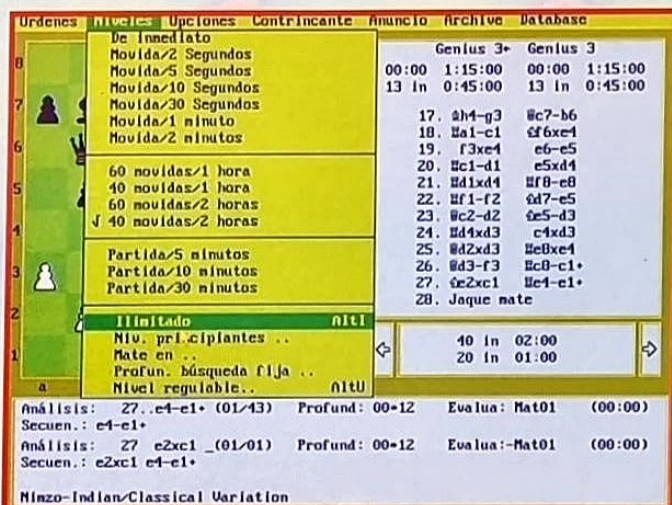 Ordenes Niveles Opciones Contrincante Anuncio Archive Database
De inmediato
Movida/2 Segundos
Movida/5 Segundos
Movida/10 Segundos
Movida/30 Segundos
Movida/1 minuto
Movida/2 minutos
60 movidas/1 hora
40 movidas/1 hora
60 movidas/2 horas
√ 40 movidas/2 horas
Partida/5 minutos
Partida/10 minutos
Partida/30 minutos
Ilimitado AltI
Niv. principiantes ..
Mate en ..
Profun. búsqueda fija ..
Nivel regulable.. AltU
8
7
6
5
4
3
2
1
a
Genius 3+ Genius 3
00:00 1:15:00 00:00 1:15:00
13 in 0:45:00 13 in 0:45:00
17. ♗h4-g3 ♛c7-b6
18. ♖a1-c1 ♞f6xe4
19. f3xe4 e6-e5
20. ♖c1-d1 e5xd4
21. ♖d1xd4 ♜f8-e8
22. ♖f1-f2 ♞d7-e5
23. ♕c2-d2 ♞e5-d3
24. ♖d4xd3 c4xd3
25. ♕d2xd3 ♜e8xe4
26. ♕d3-f3 ♜c8-c1+
27. ♘e2xc1 ♜e4-e1+
28. Jaque mate
40 in 02:00
20 in 01:00
Análisis: 27..e4-e1+ (01/43) Profund: 00=12 Evalua: Mat01 (00:00)
Secuen.: e4-e1+
Análisis: 27 e2xc1 _(01/01) Profund: 00=12 Evalua:-Mat01 (00:00)
Secuen.: e2xc1 e4-e1+
Nimzo-Indian/Classical Variation